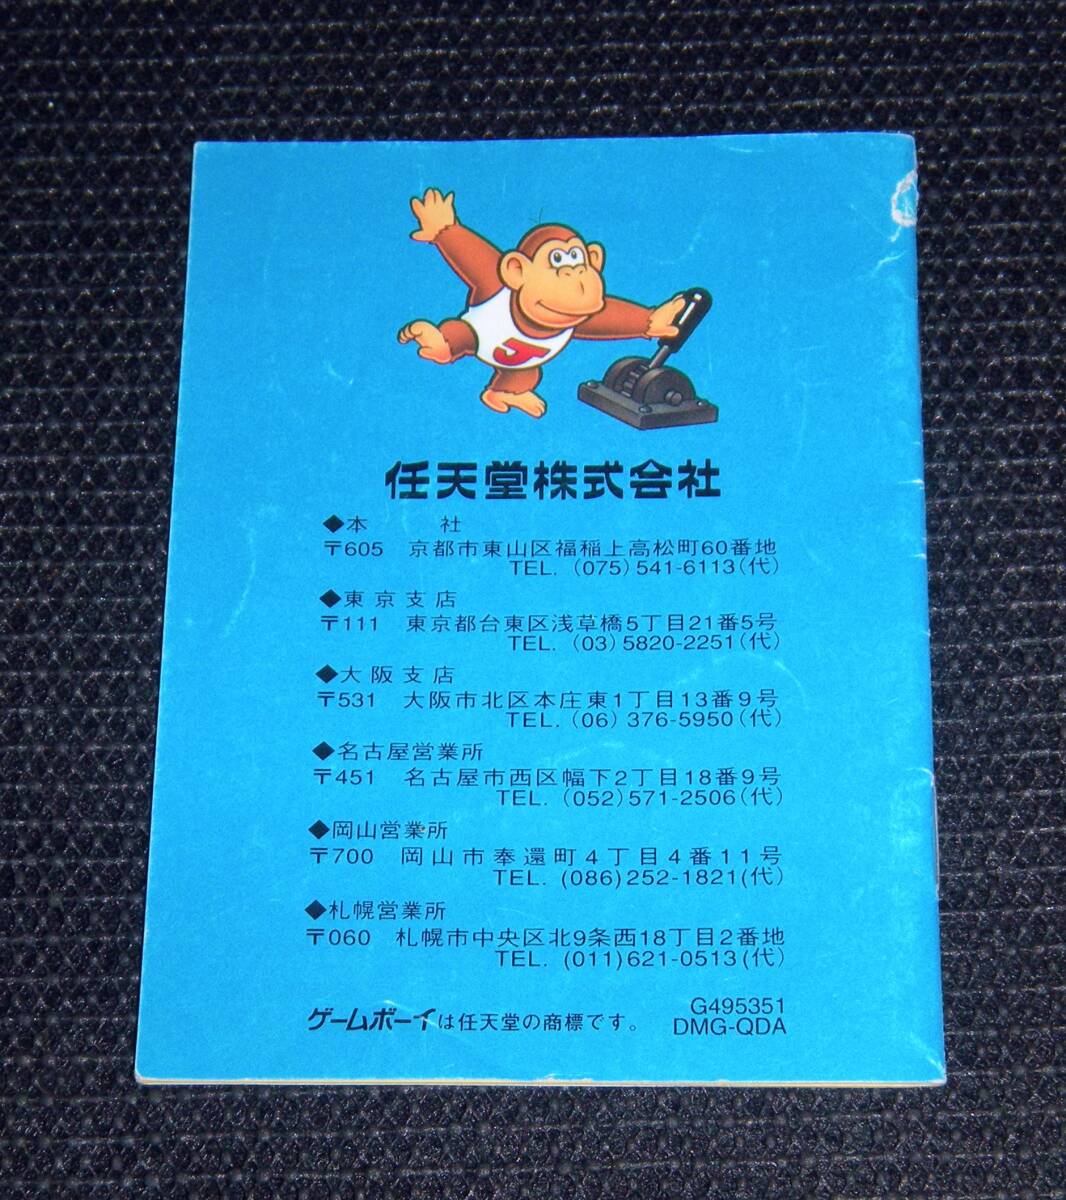 J
任天堂株式会社
◆本 社
〒605 京都市東山区福稲上高松町60番地
TEL. (075)541-6113(代)
◆東京支店
〒111 東京都台東区浅草橋5丁目21番5号
TEL. (03)5820-2251(代)
◆大阪支店
〒531 大阪市北区本庄東1丁目13番9号
TEL. (06)376-5950(代)
◆名古屋営業所
〒451 名古屋市西区幅下2丁目18番9号
TEL. (052)571-2506(代)
◆岡山営業所
〒700 岡山市奉還町4丁目4番11号
TEL. (086)252-1821(代)
◆札幌営業所
〒060 札幌市中央区北9条西18丁目2番地
TEL. (011)621-0513(代)
ゲームボーイは任天堂の商標です。
G495351
DMG-QDA